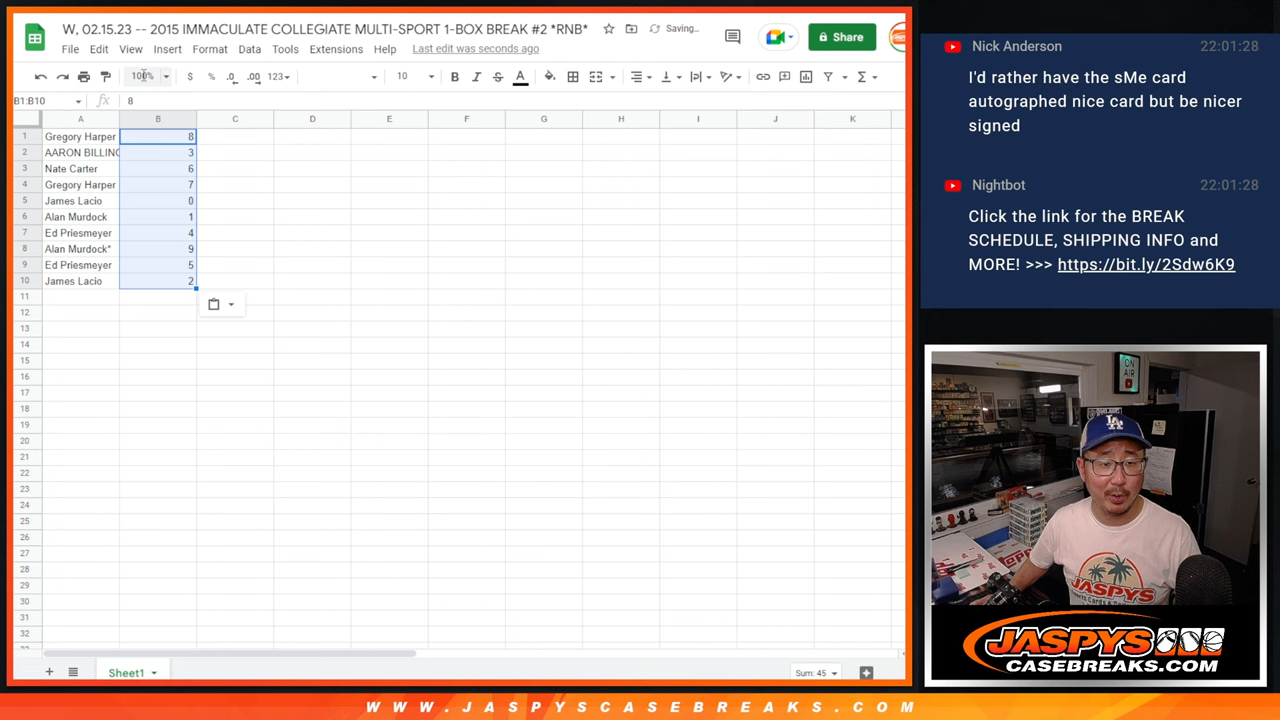 W, 02.15.23 -- 2015 IMMACULATE COLLEGIATE MULTI-SPORT 1-BOX BREAK #2 *RNB*
Saving...
File Edit View Insert Format Data Tools Extensions Help Last edit was seconds ago
Share
100% $ % .0 .00 123 10 B I S A
B1:B10 fx 8
A B C D E F G H I J K
1 Gregory Harper 8
2 AARON BILLING 3
3 Nate Carter 6
4 Gregory Harper 7
5 James Lacio 0
6 Alan Murdock 1
7 Ed Priesmeyer 4
8 Alan Murdock* 9
9 Ed Priesmeyer 5
10 James Lacio 2
11
12
13
14
15
16
17
18
19
20
21
22
23
24
25
26
27
28
29
30
31
32
Sheet1
Sum: 45
Nick Anderson 22:01:28
I'd rather have the sMe card
autographed nice card but be nicer
signed
Nightbot 22:01:28
Click the link for the BREAK
SCHEDULE, SHIPPING INFO and
MORE! >>> https://bit.ly/2Sdw6K9
ON
AIR
LA
JASPYS
JASPYS
CASEBREAKS.COM
WWW.JASPYSCASEBREAKS.COM